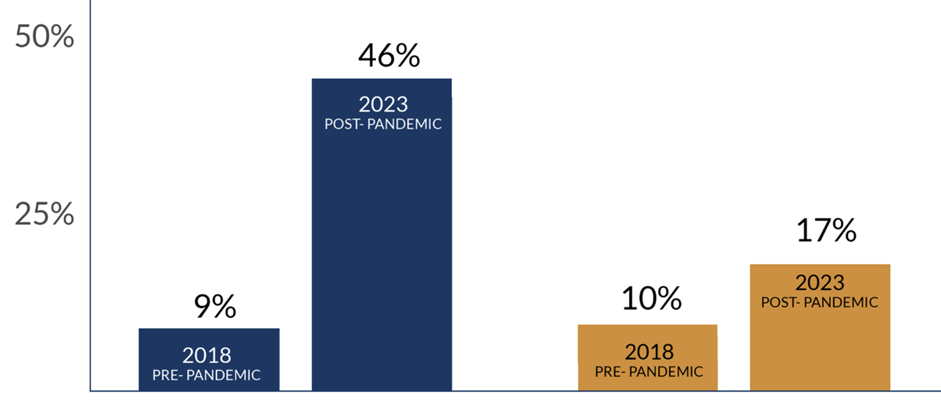 50%
25%
9%
2018
PRE- PANDEMIC
46%
2023
POST- PANDEMIC
10%
2018
PRE- PANDEMIC
17%
2023
POST- PANDEMIC